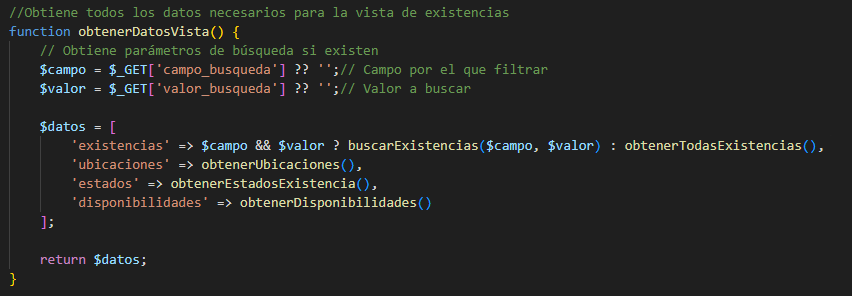 //Obtiene todos los datos necesarios para la vista de existencias
function obtenerDatosVista() {
    // Obtiene parámetros de búsqueda si existen
    $campo = $_GET['campo_busqueda'] ?? '';// Campo por el que filtrar
    $valor = $_GET['valor_busqueda'] ?? '';// Valor a buscar

    $datos = [
        'existencias' => $campo && $valor ? buscarExistencias($campo, $valor) : obtenerTodasExistencias(),
        'ubicaciones' => obtenerUbicaciones(),
        'estados' => obtenerEstadosExistencia(),
        'disponibilidades' => obtenerDisponibilidades()
    ];

    return $datos;
}